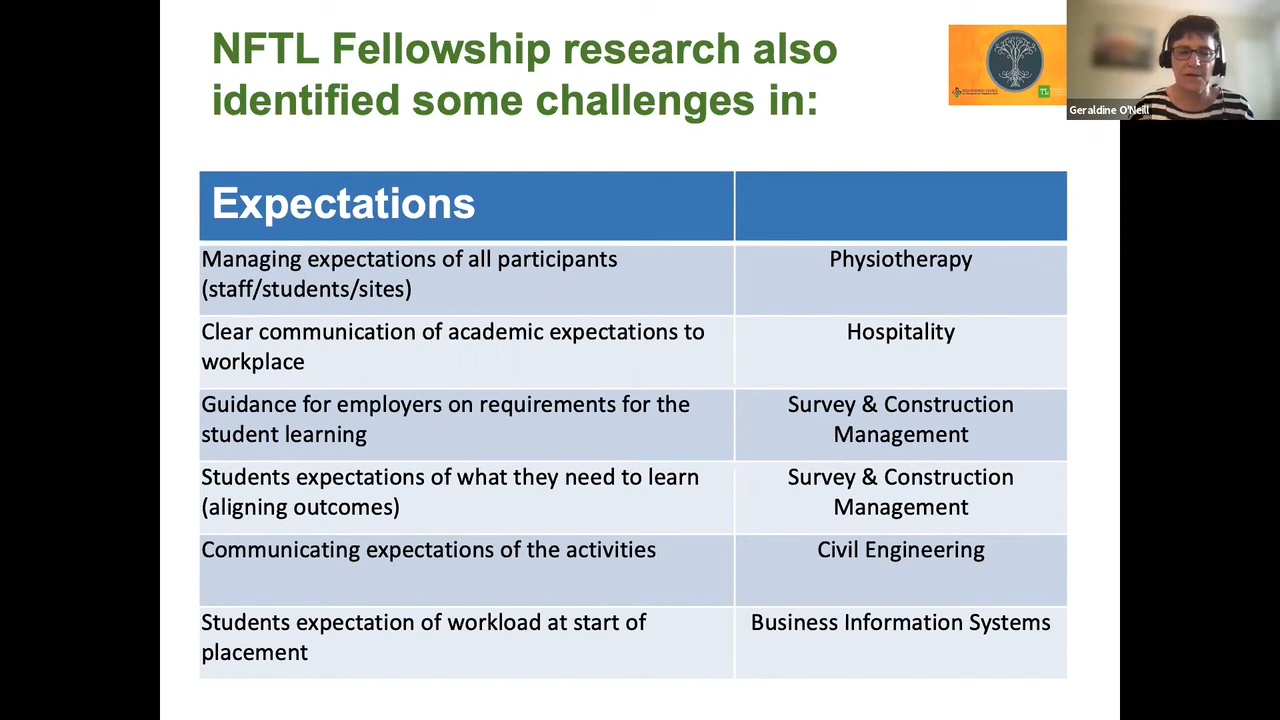 NFTL Fellowship research also
identified some challenges in:
TL
Geraldine O'Neill
Expectations
Managing expectations of all participants
(staff/students/sites)
Physiotherapy
Clear communication of academic expectations to
workplace
Hospitality
Guidance for employers on requirements for the
student learning
Survey & Construction
Management
Students expectations of what they need to learn
(aligning outcomes)
Survey & Construction
Management
Communicating expectations of the activities
Civil Engineering
Students expectation of workload at start of
placement
Business Information Systems